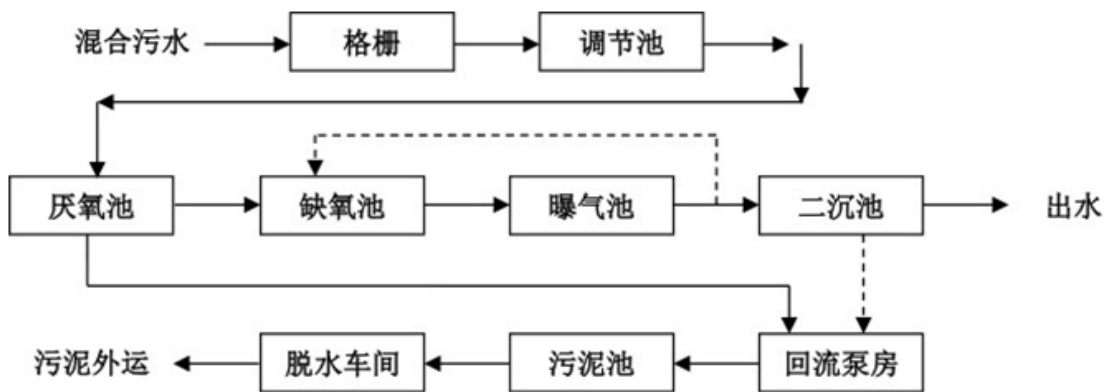 混合污水
格栅
调节池
厌氧池
缺氧池
曝气池
二沉池
出水
污泥外运
脱水车间
污泥池
回流泵房